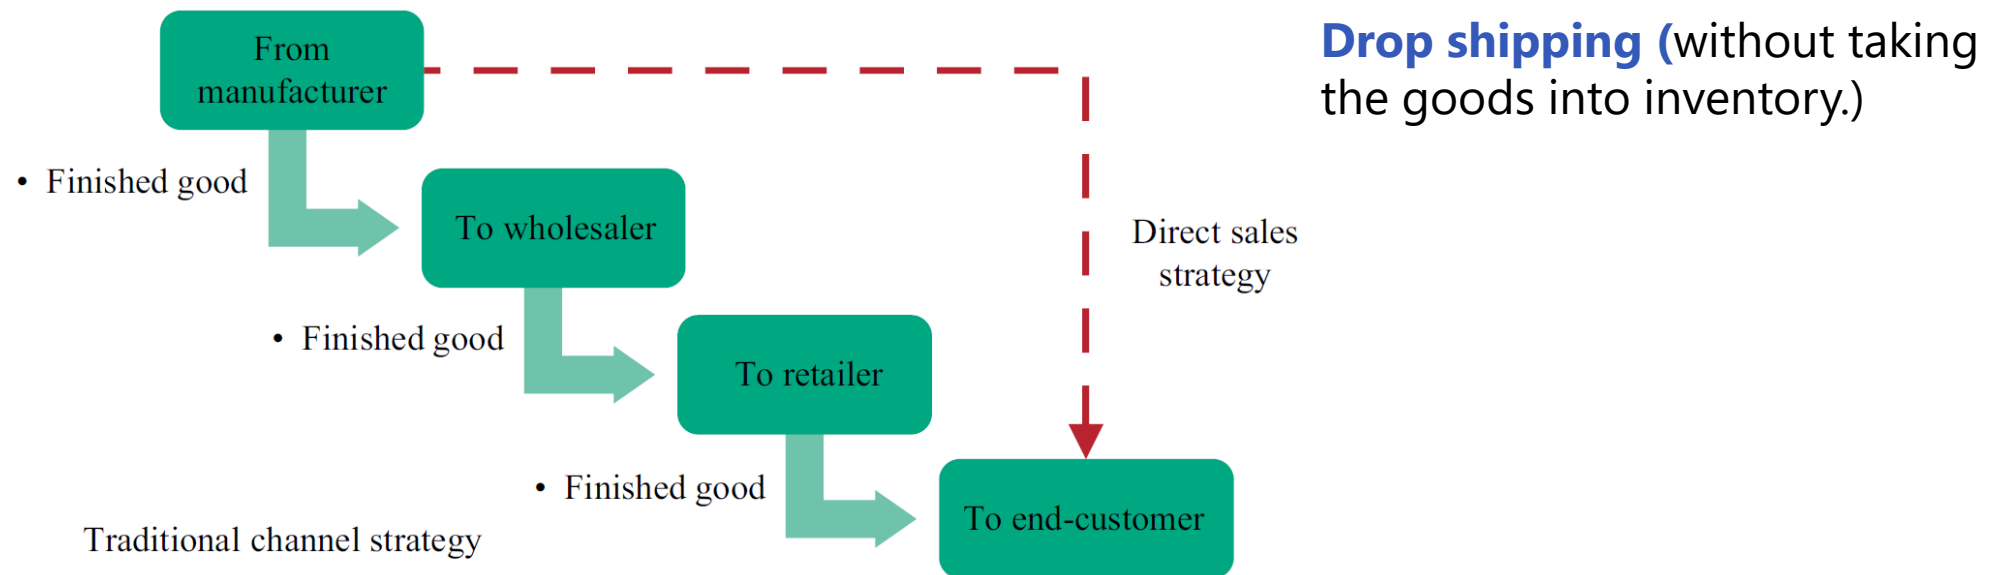 From
manufacturer
Drop shipping (without taking
the goods into inventory.)
• Finished good
To wholesaler
Direct sales
strategy
• Finished good
To retailer
• Finished good
To end-customer
Traditional channel strategy